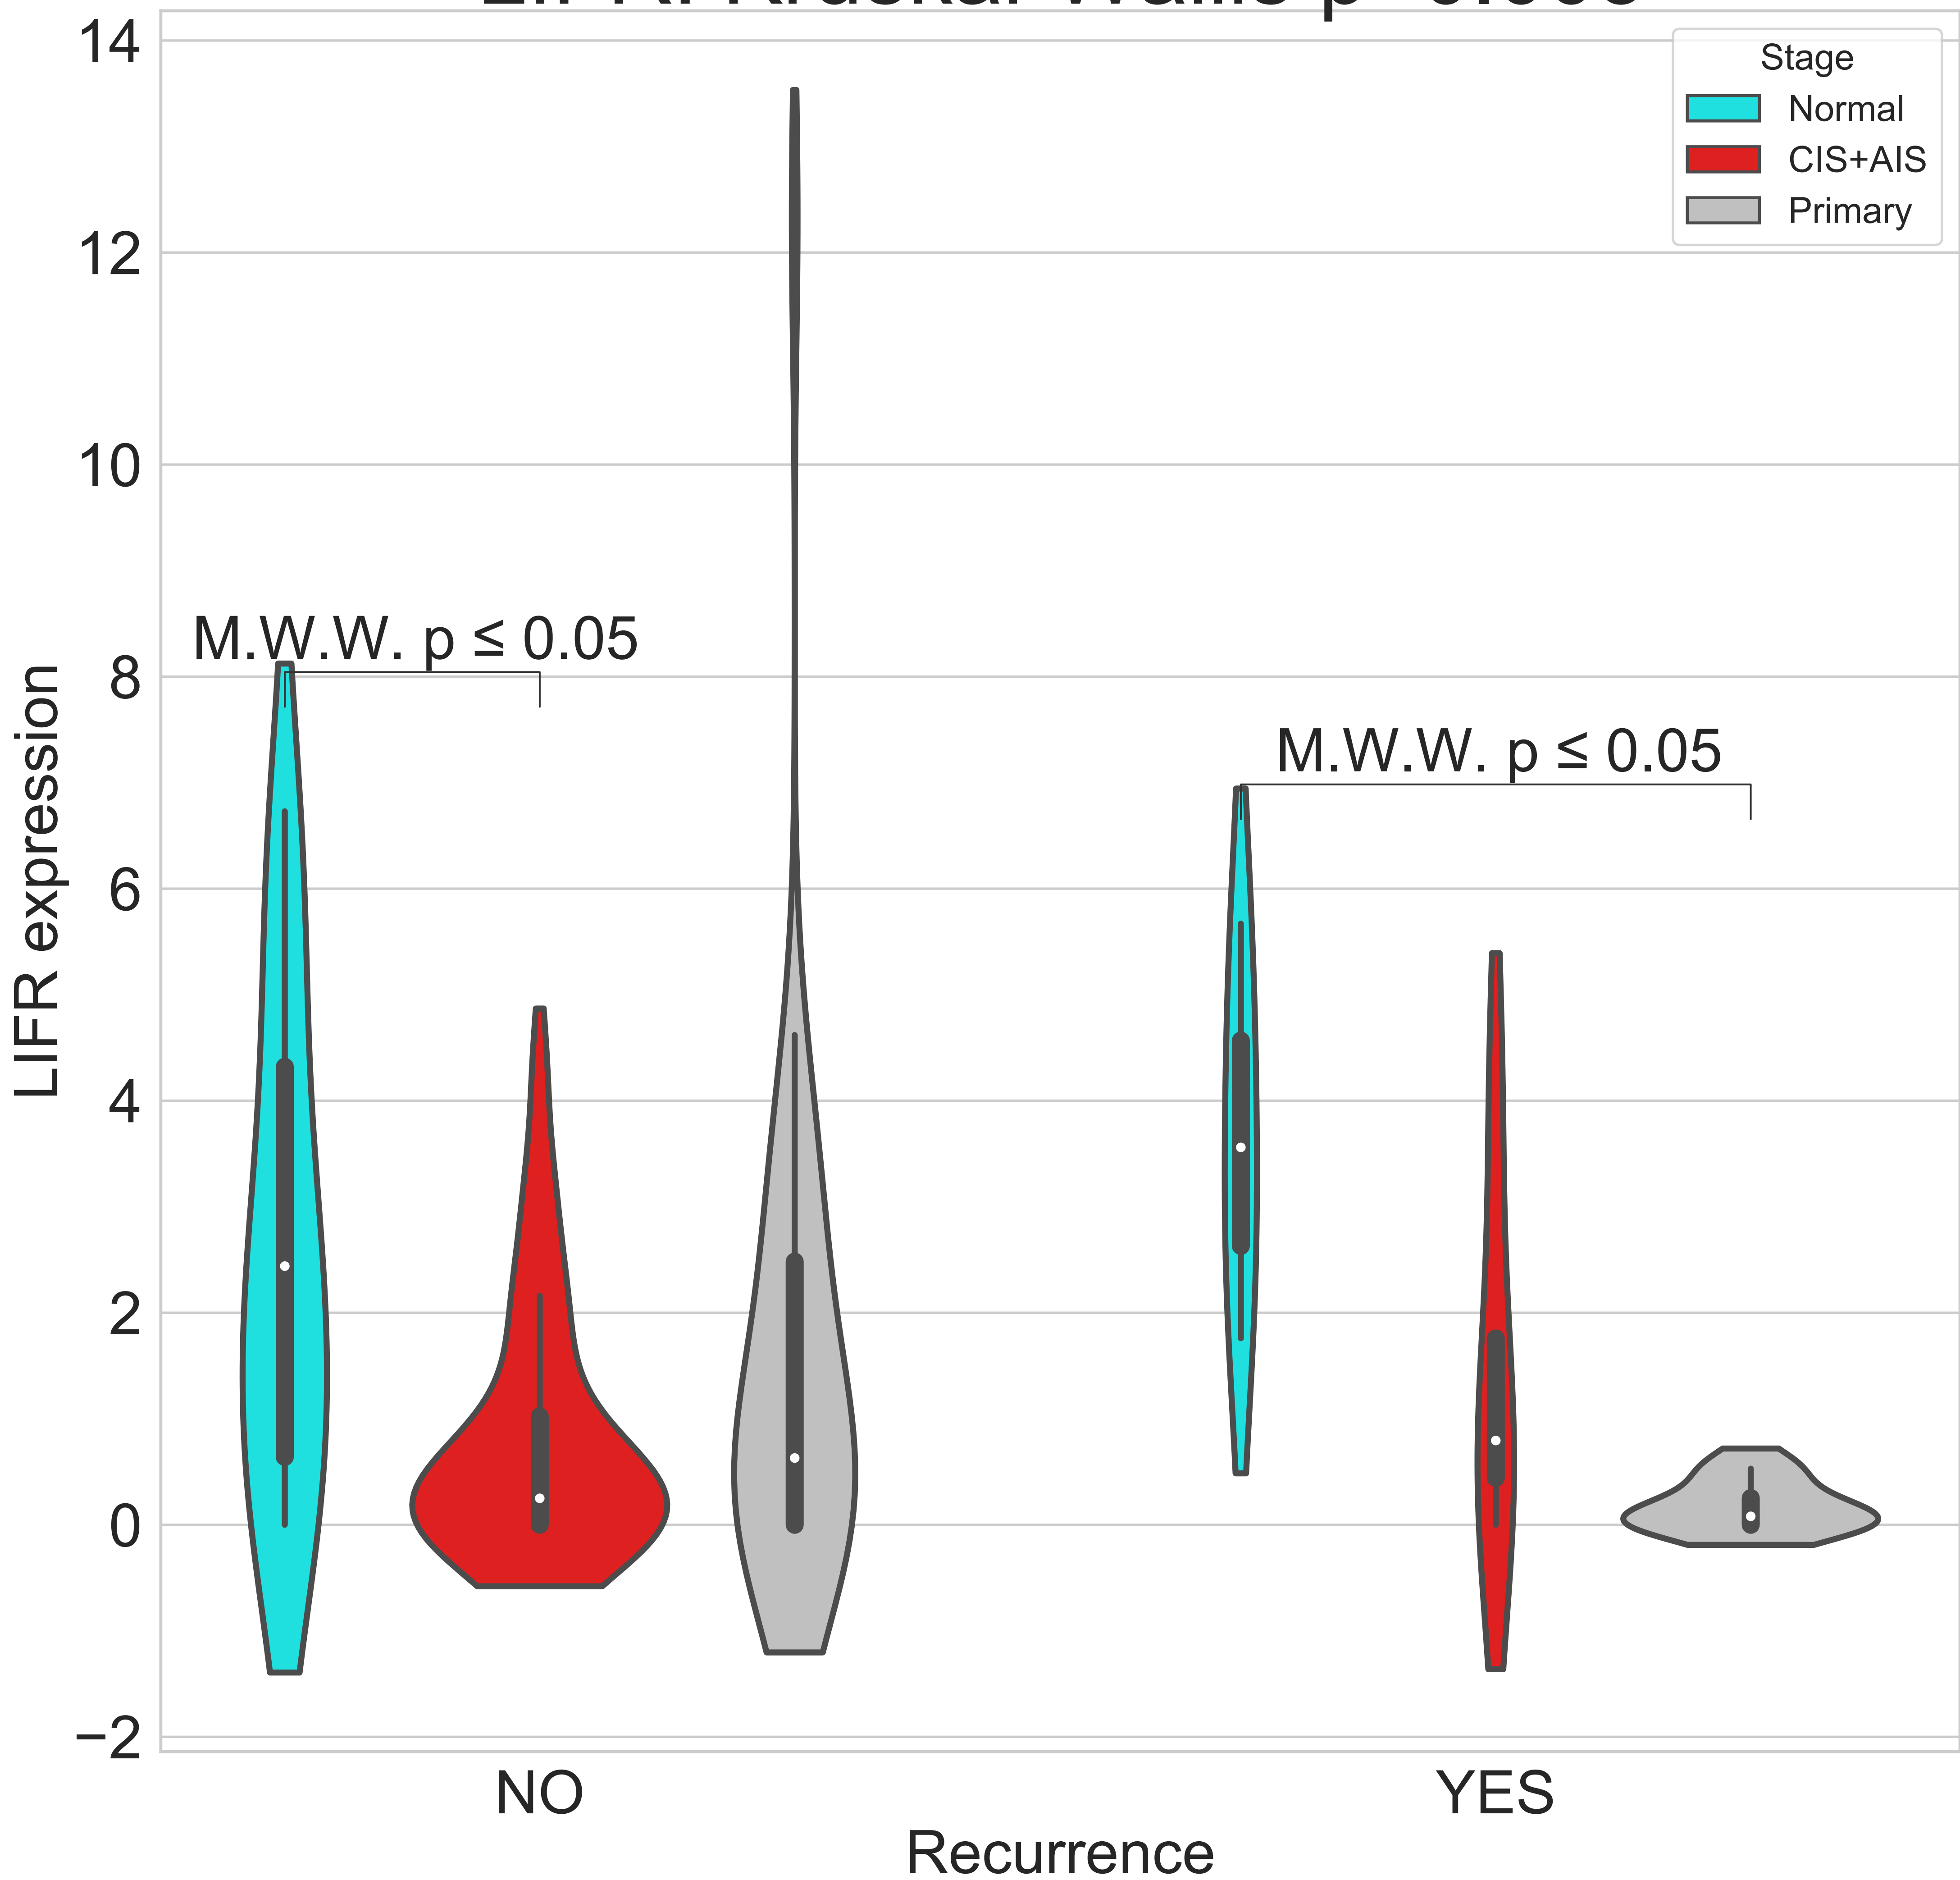 14
12
10
8
6
4
2
0
−2
LIFR expression
Stage
Normal
CIS+AIS
Primary
M.W.W. p ≤ 0.05
M.W.W. p ≤ 0.05
NO
YES
Recurrence